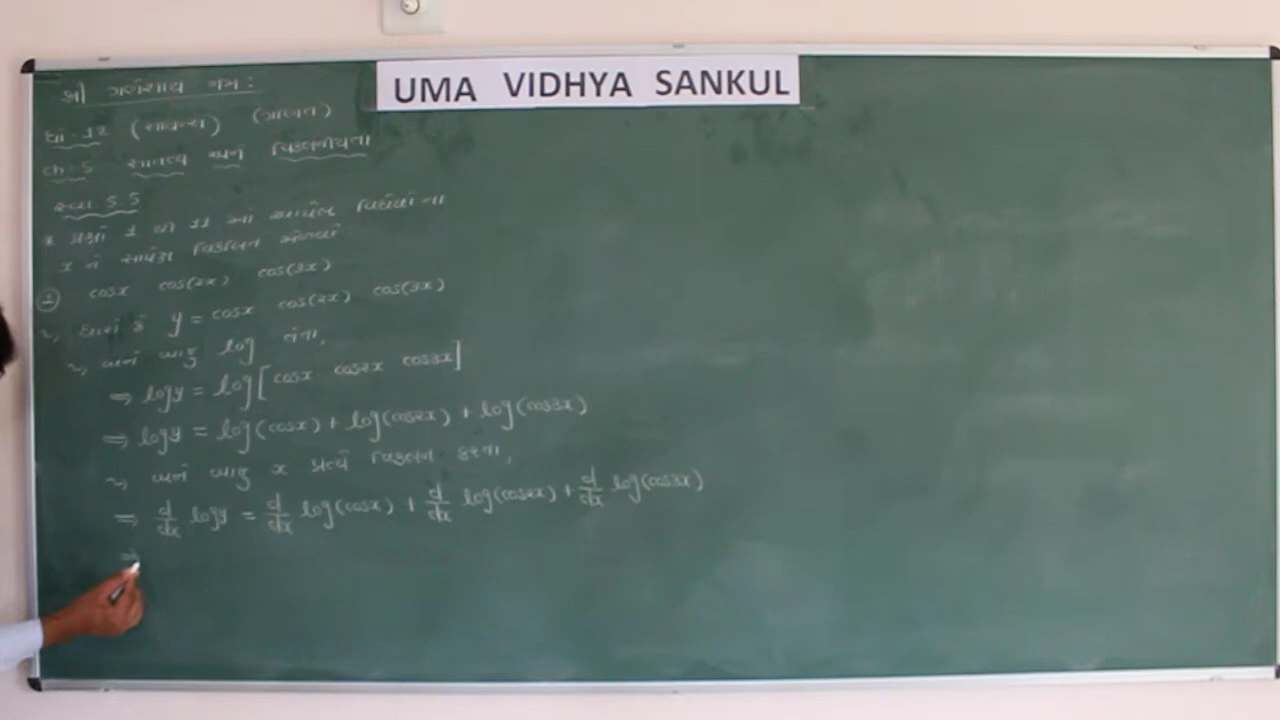 UMA VIDHYA SANKUL
શ્રી ગણેશાય નમઃ
ધો-12 (સાયન્સ) (ગણિત)
ch-5 સાતત્ય અને વિકલનીયતા
સ્વા 5.5
* પ્રશ્નો 1 થી 11 માં આપેલ વિધેયોના
x ને સાપેક્ષ વિકલિત મેળવો
① cosx cos(2x) cos(3x)
~, ધારો કે y = cosx cos(2x) cos(3x)
~, બંને બાજુ log લેતા,
⇒ logy = log[cosx cos2x cos3x]
⇒ logy = log(cosx) + log(cos2x) + log(cos3x)
~, બંને બાજુ x પ્રત્યે વિકલન કરતા,
⇒ d/dx logy = d/dx log(cosx) + d/dx log(cos2x) + d/dx log(cos3x)
⇒